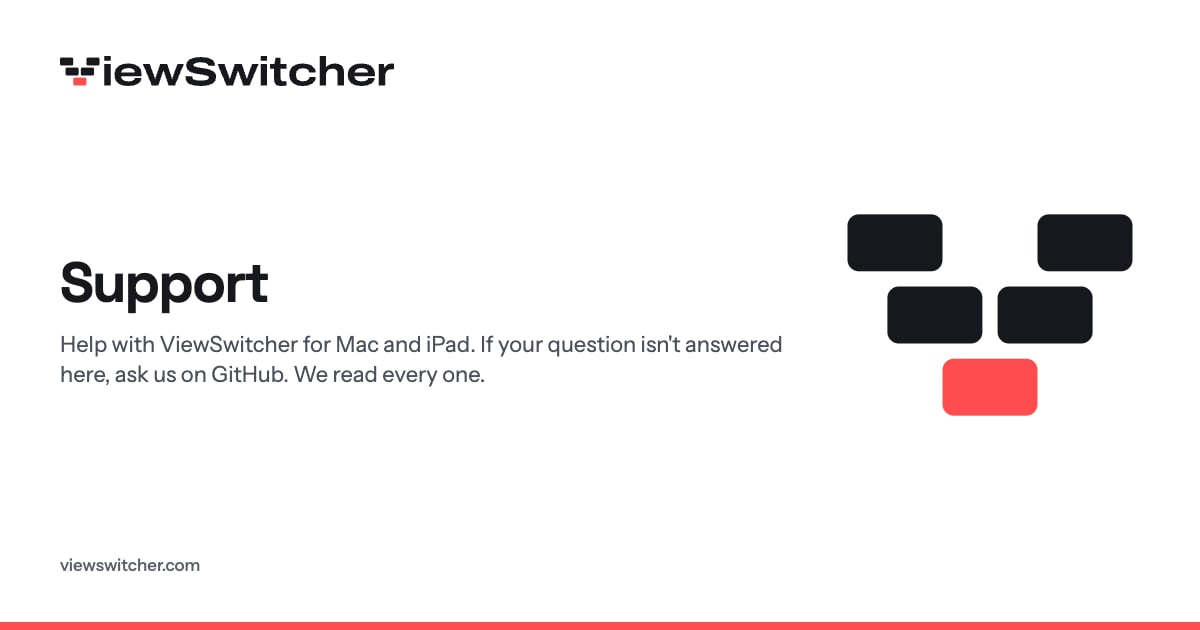 ViewSwitcher
Support
Help with ViewSwitcher for Mac and iPad. If your question isn't answered
here, ask us on GitHub. We read every one.
viewswitcher.com